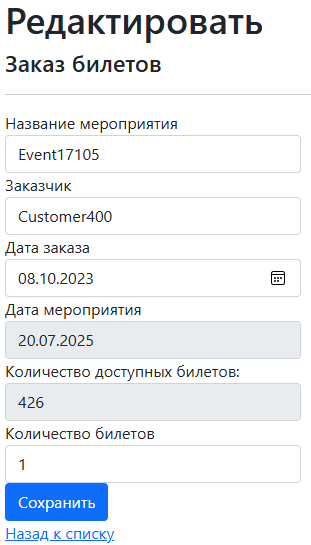 Редактировать
Заказ билетов
Название мероприятия
Event17105
Заказчик
Customer400
Дата заказа
08.10.2023
Дата мероприятия
20.07.2025
Количество доступных билетов:
426
Количество билетов
1
Сохранить
Назад к списку